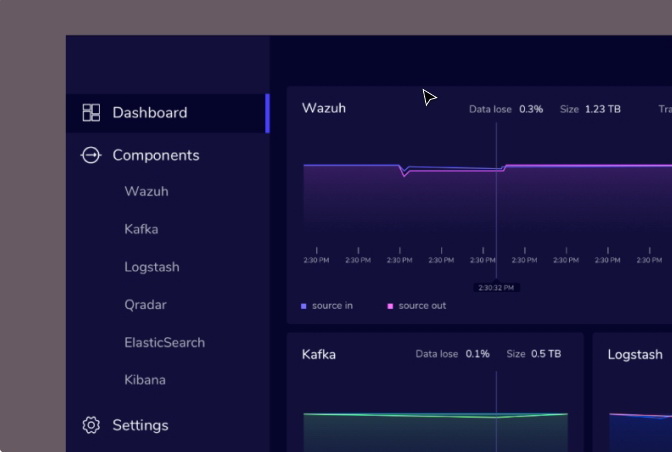 Dashboard
Components
Wazuh
Kafka
Logstash
Qradar
ElasticSearch
Kibana
Settings
Wazuh Data lose 0.3% Size 1.23 TB Tra
2:30 PM 2:30 PM 2:30 PM 2:30 PM 2:30 PM 2:30 PM 2:30 PM 2:30 PM 2:30 PM
2:30:32 PM
source in source out
Kafka Data lose 0.1% Size 0.5 TB
Logstash